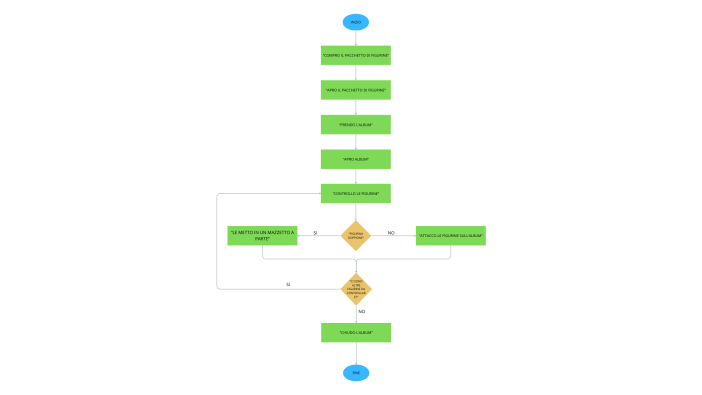 INIZIO
"COMPRO IL PACCHETTO DI FIGURINE"
"APRO IL PACCHETTO DI FIGURINE"
"PRENDO L'ALBUM"
"APRO ALBUM"
"CONTROLLO LE FIGURINE"
"LE METTO IN UN MAZZETTO A
PARTE"
SI
"FIGURINA
DOPPIONE?"
NO
"ATTACCO LE FIGURINE SULL'ALBUM"
SI
"CI SONO
ALTRE
FIGURINE DA
CONTROLLAR
E?"
NO
"CHIUDO L'ALBUM"
FINE